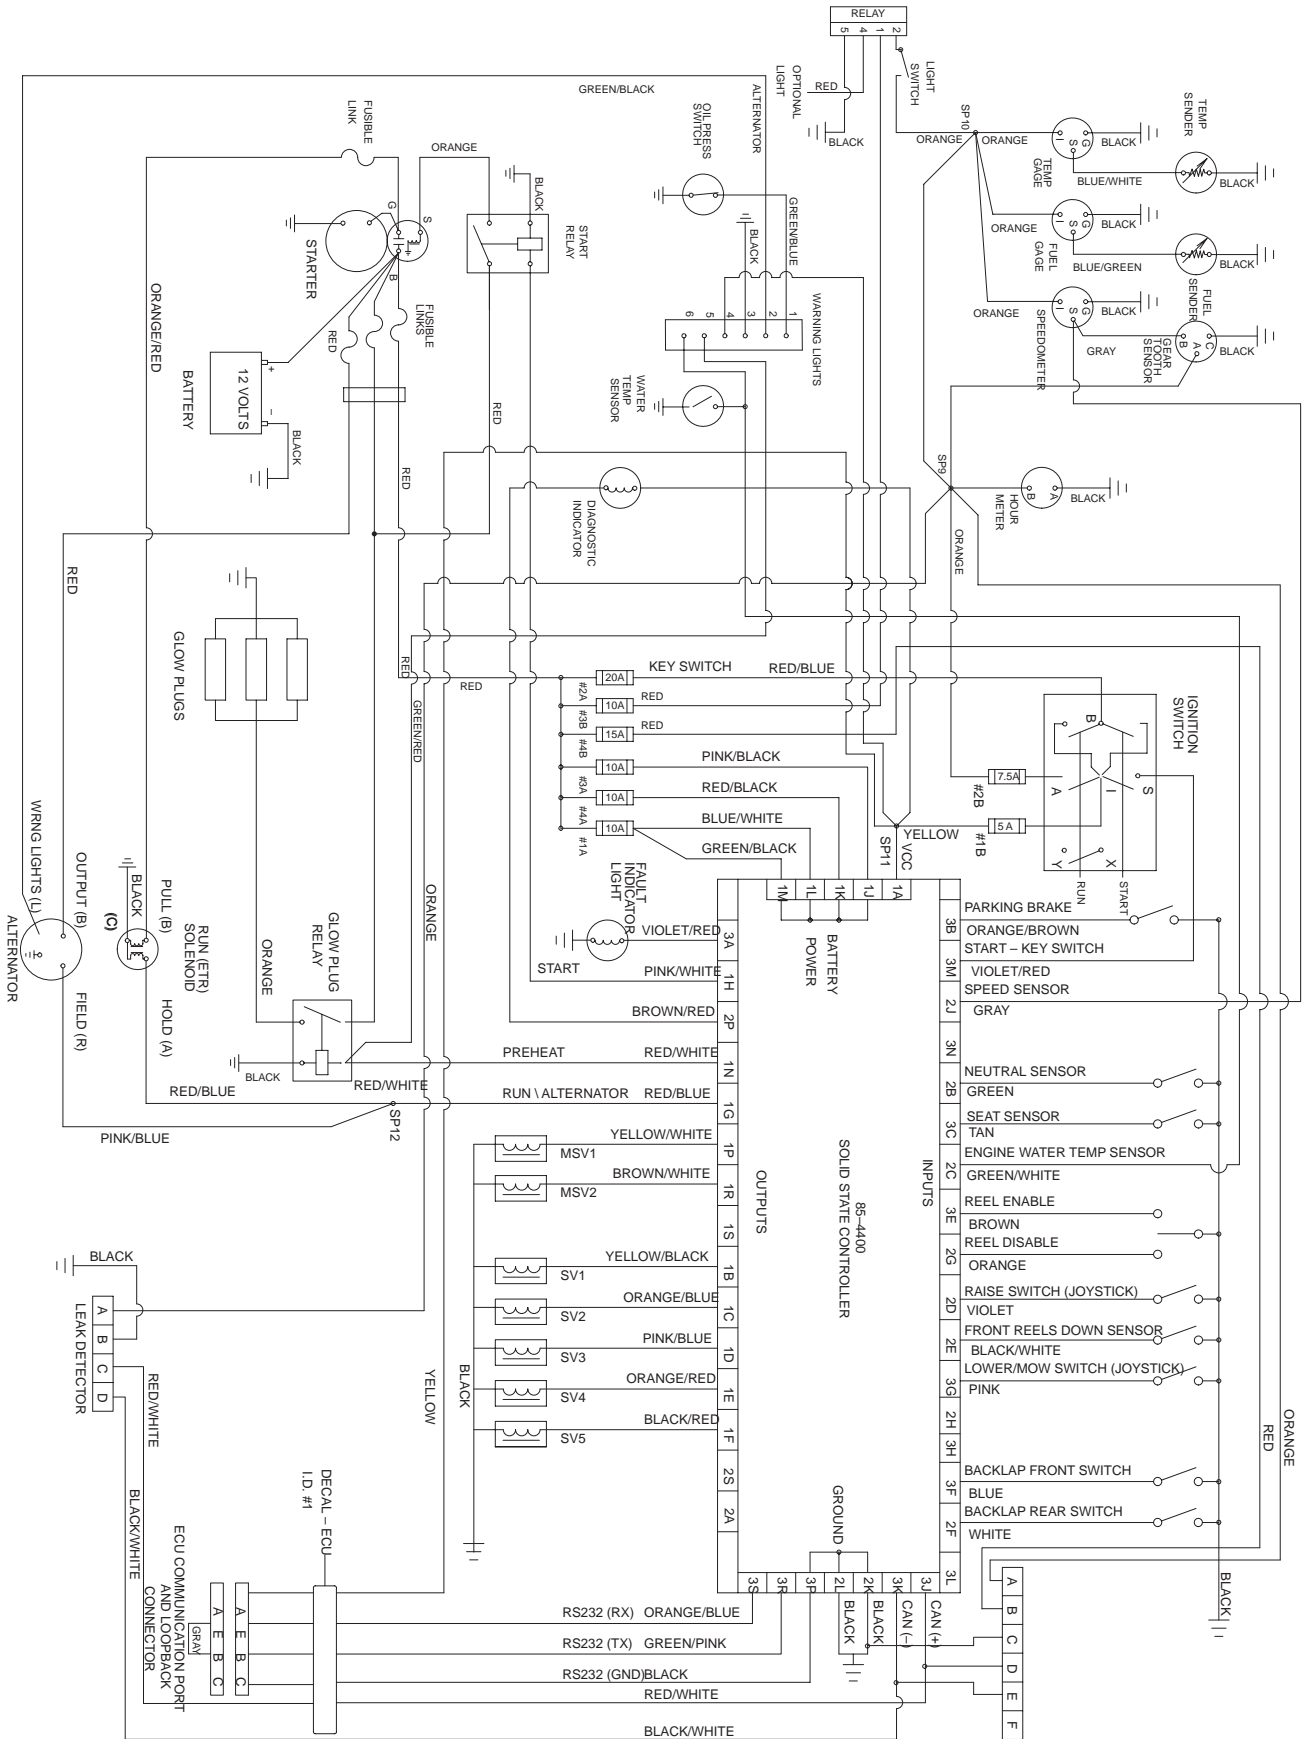 RELAY
5
4
1
2
LIGHT
SWITCH
RED
OPTIONAL
LIGHT
BLACK
GREEN/BLACK
ALTERNATOR
OIL PRESS
SWITCH
FUSIBLE
LINK
ORANGE
BLACK
START
RELAY
GREEN/BLUE
BLACK
SP10
ORANGE
ORANGE
I
S
G
BLACK
TEMP
GAGE
TEMP
SENDER
BLUE/WHITE
BLACK
ORANGE
I
S
G
BLACK
FUEL
GAGE
BLUE/GREEN
BLACK
FUEL
SENDER
ORANGE
I
S
G
BLACK
SPEEDOMETER
GRAY
GEAR
TOOTH
SENSOR
B
A
C
BLACK
G
S
B
STARTER
FUSIBLE
LINKS
RED
ORANGE/RED
12 VOLTS
+
-
BATTERY
BLACK
RED
RED
6
5
4
3
2
1
WARNING LIGHTS
WATER
TEMP
SENSOR
DIAGNOSTIC
INDICATOR
SP9
B
A
HOUR
METER
BLACK
ORANGE
RED
GLOW PLUGS
RED
RED
GREEN/RED
20A
KEY SWITCH
RED/BLUE
#2A
10A
RED
#3B
15A
RED
#4B
10A
PINK/BLACK
#3A
10A
RED/BLACK
#4A
10A
BLUE/WHITE
#1A
GREEN/BLACK
IGNITION
SWITCH
B
A
I
S
Y
X
RUN
START
7.5A
#2B
5 A
#1B
YELLOW
VCC
SP11
FAULT
INDICATOR
LIGHT
1M
1L
1K
1J
1A
BATTERY
POWER
WRNG LIGHTS (L)
OUTPUT (B)
ALTERNATOR
FIELD (R)
BLACK
PULL (B)
(C)
RUN (ETR)
SOLENOID
HOLD (A)
ORANGE
GLOW PLUG
RELAY
BLACK
ORANGE
RED/WHITE
SP12
RED/BLUE
PINK/BLUE
VIOLET/RED
3A
START
PINK/WHITE
1H
BROWN/RED
2P
PREHEAT
RED/WHITE
1N
RUN \ ALTERNATOR
RED/BLUE
1G
YELLOW/WHITE
MSV1
1P
BROWN/WHITE
MSV2
1R
1S
YELLOW/BLACK
SV1
1B
ORANGE/BLUE
SV2
1C
PINK/BLUE
SV3
1D
ORANGE/RED
SV4
1E
BLACK/RED
SV5
1F
2S
2A
BLACK
YELLOW
OUTPUTS
85–4400
SOLID STATE CONTROLLER
INPUTS
GROUND
3B
PARKING BRAKE
ORANGE/BROWN
3M
START – KEY SWITCH
VIOLET/RED
2J
SPEED SENSOR
GRAY
3N
2B
NEUTRAL SENSOR
GREEN
3C
SEAT SENSOR
TAN
2C
ENGINE WATER TEMP SENSOR
GREEN/WHITE
3E
REEL ENABLE
BROWN
2G
REEL DISABLE
ORANGE
2D
RAISE SWITCH (JOYSTICK)
VIOLET
2E
FRONT REELS DOWN SENSOR
BLACK/WHITE
3G
LOWER/MOW SWITCH (JOYSTICK)
PINK
2H
3H
3F
BACKLAP FRONT SWITCH
BLUE
2F
BACKLAP REAR SWITCH
WHITE
3L
RED
ORANGE
BLACK
BLACK
A
B
C
D
LEAK DETECTOR
RED/WHITE
BLACK/WHITE
DECAL – ECU
I.D. #1
ECU COMMUNICATION PORT
AND LOOPBACK
CONNECTOR
A
E
B
C
GRAY
A
E
B
C
3S
3R
3P
2L
2K
3K
3J
RS232 (RX) ORANGE/BLUE
RS232 (TX) GREEN/PINK
RS232 (GND)BLACK
RED/WHITE
BLACK/WHITE
BLACK
BLACK
CAN (–)
CAN (+)
A
B
C
D
E
F